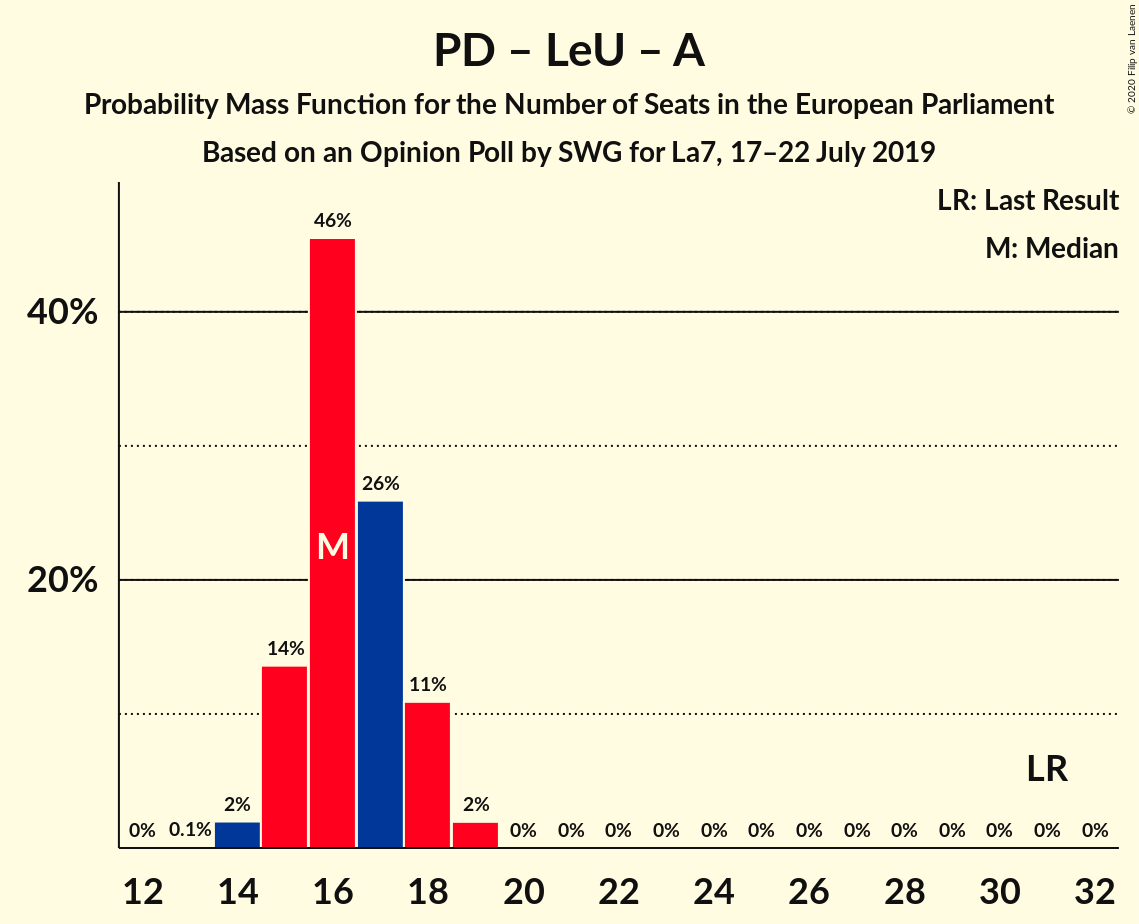 PD – LeU – A
Probability Mass Function for the Number of Seats in the European Parliament
Based on an Opinion Poll by SWG for La7, 17–22 July 2019
© 2020 Filip van Laenen
LR: Last Result
M: Median
46%
40%
26%
M
20%
14%
11%
LR
2%
2%
0%
0.1%
0%
0%
0%
0%
0%
0%
0%
0%
0%
0%
0%
0%
0%
12 14 16 18 20 22 24 26 28 30 32